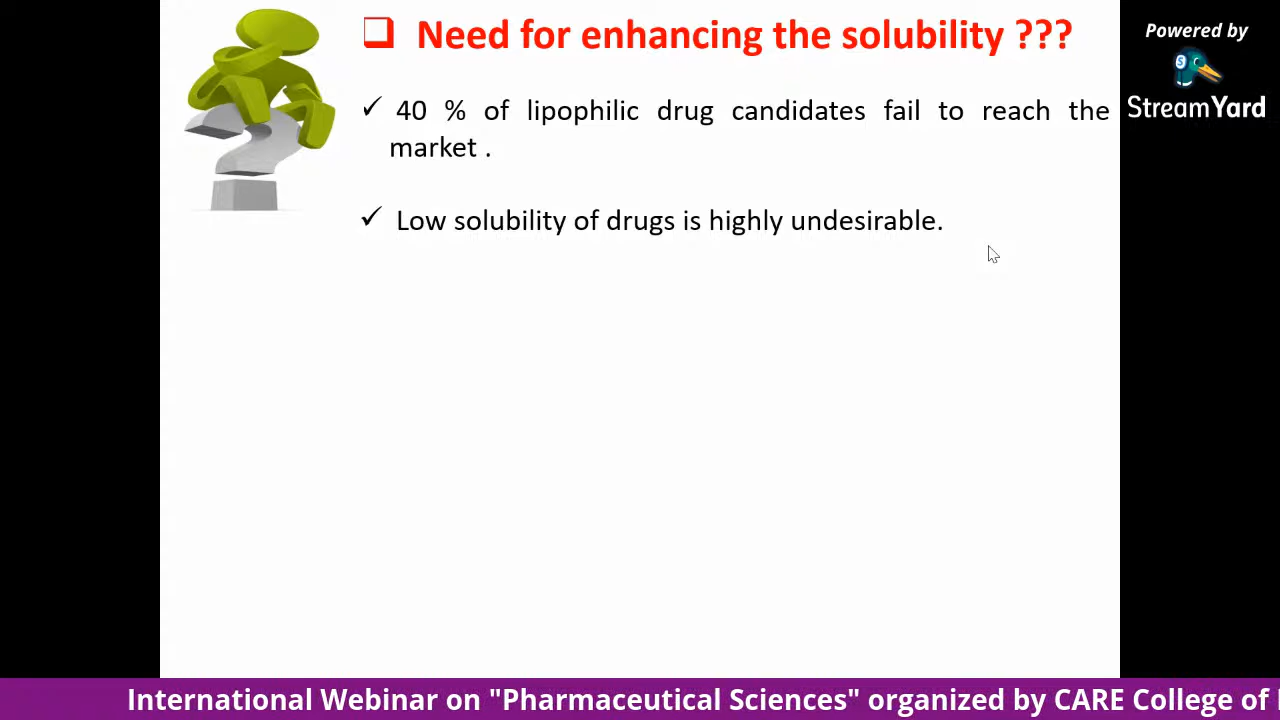 Need for enhancing the solubility ???
Powered by
StreamYard
40 % of lipophilic drug candidates fail to reach the
market .
Low solubility of drugs is highly undesirable.
International Webinar on "Pharmaceutical Sciences" organized by CARE College of